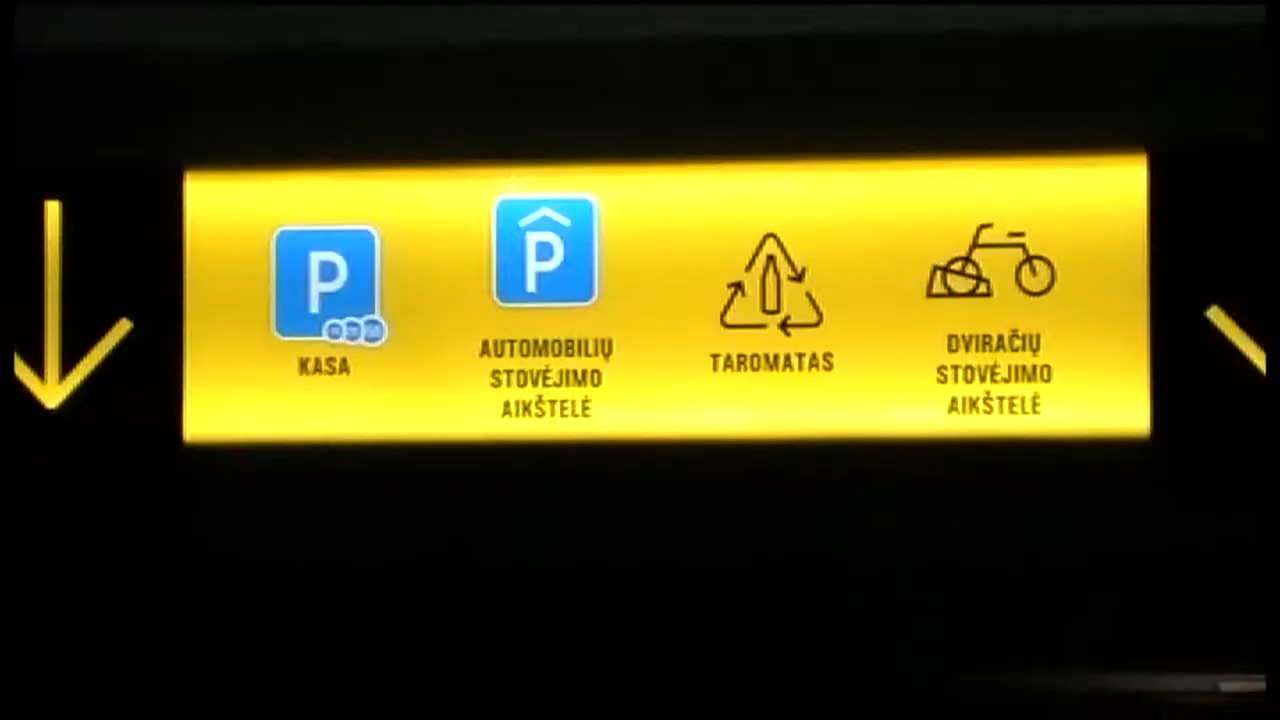 P
KASA
P
AUTOMOBILIŲ
STOVĖJIMO
AIKŠTELĖ
TAROMATAS
DVIRAČIŲ
STOVĖJIMO
AIKŠTELĖ